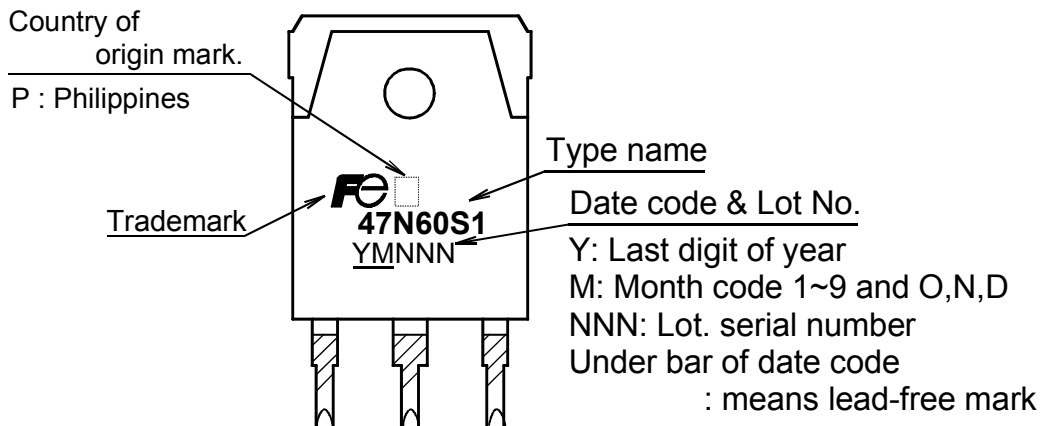 Country of
origin mark.
P : Philippines
Trademark
Fe
47N60S1
YMNNN
Type name
Date code & Lot No.
Y: Last digit of year
M: Month code 1~9 and O,N,D
NNN: Lot. serial number
Under bar of date code
: means lead-free mark